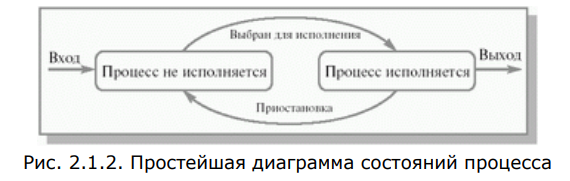 Выбран для исполнения
Вход
Выход
Процесс не исполняется
Процесс исполняется
Приостановка
Рис. 2.1.2. Простейшая диаграмма состояний процесса